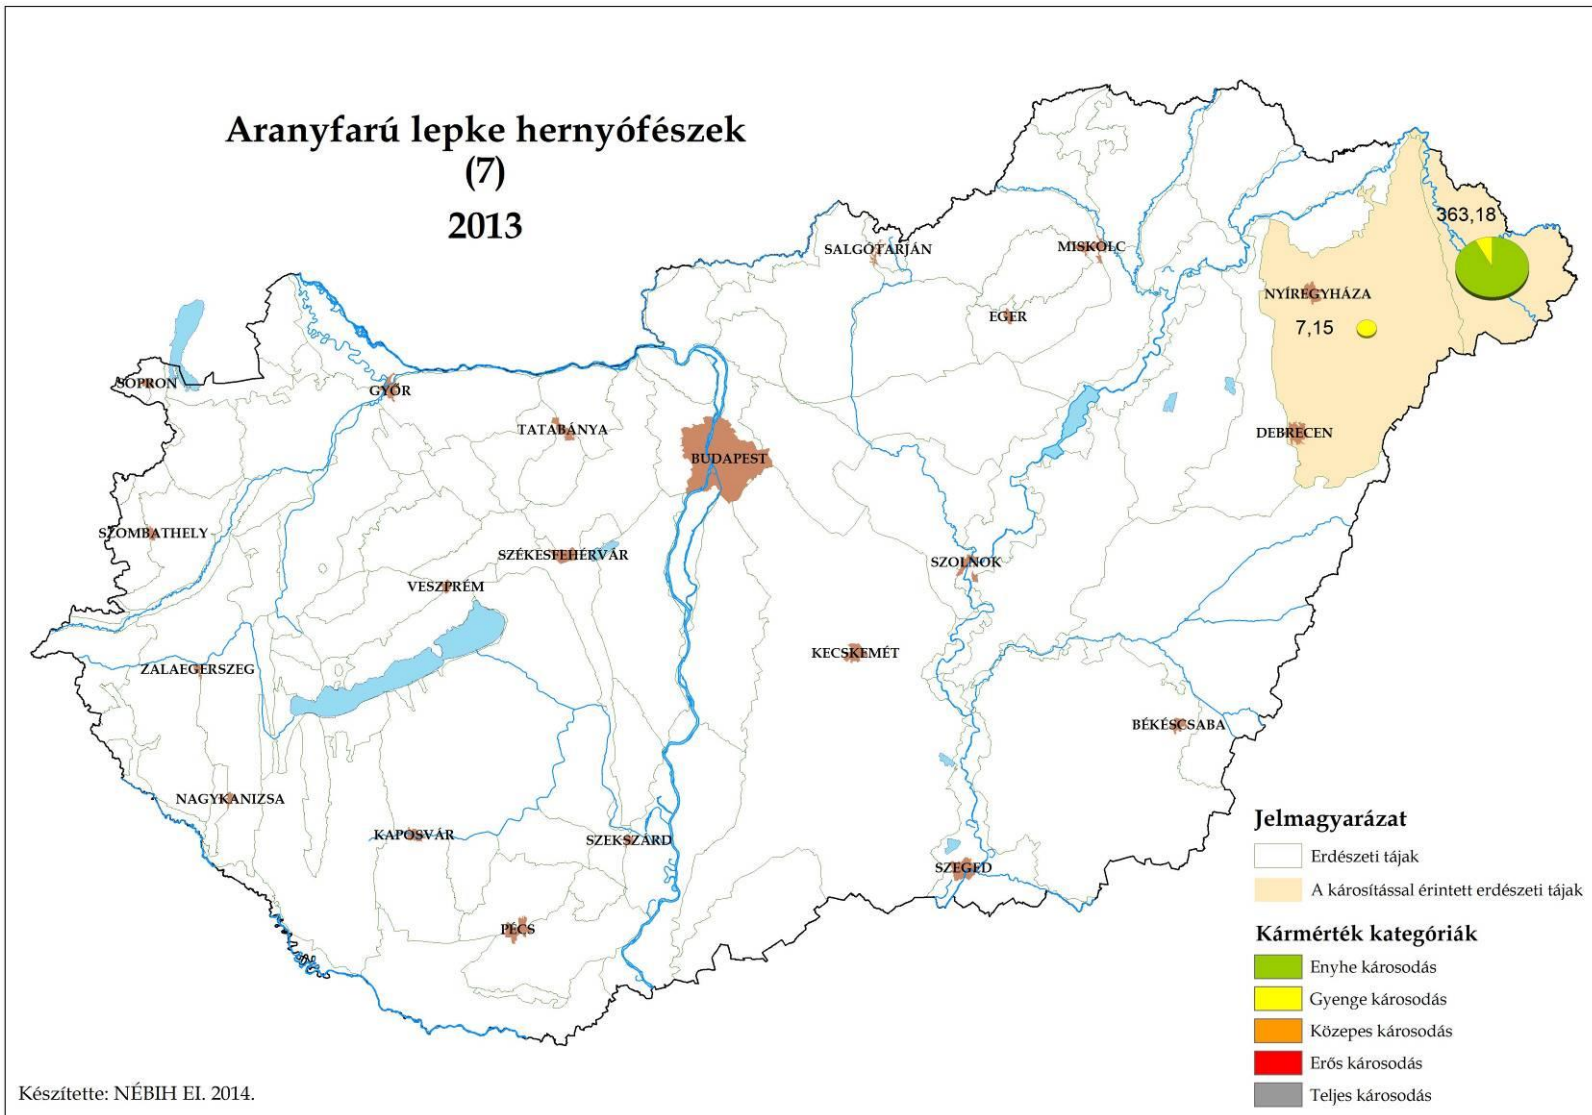 Aranyfarú lepke hernyófészek
(7)
2013
363,18
SALGÓTARJÁN
MISKOLC
NYÍREGYHÁZA
EGER
7,15
SOPRON
GYŐR
TATABÁNYA
DEBRECEN
BUDAPEST
SZOMBATHELY
SZÉKESFEHÉRVÁR
SZOLNOK
VESZPRÉM
KECSKEMÉT
ZALAEGERSZEG
BÉKÉSCSABA
NAGYKANIZSA
KAPOSVÁR
SZEKSZÁRD
SZEGED
PÉCS
Jelmagyarázat
Erdészeti tájak
A károsítással érintett erdészeti tájak
Kármérték kategóriák
Enyhe károsodás
Gyenge károsodás
Közepes károsodás
Erős károsodás
Teljes károsodás
Készítette: NÉBIH EI. 2014.